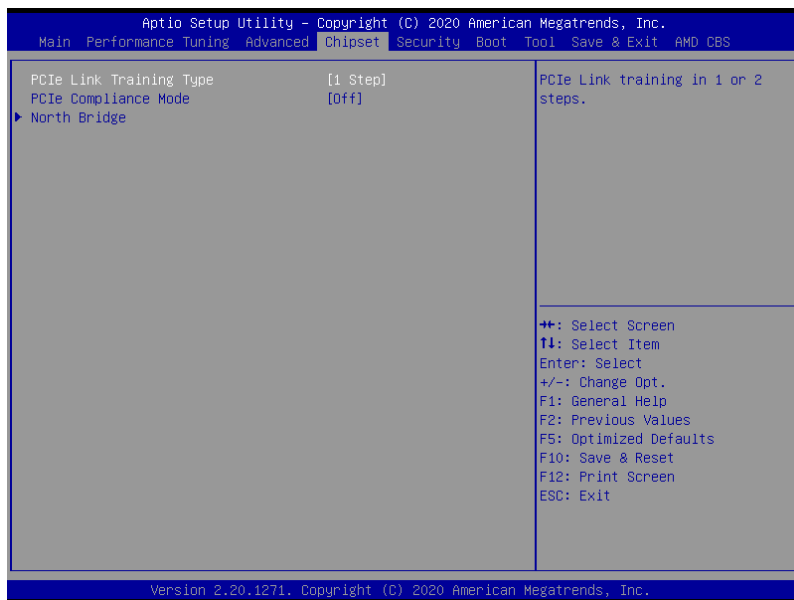 Aptio Setup Utility – Copyright (C) 2020 American Megatrends, Inc.
Main Performance Tuning Advanced Chipset Security Boot Tool Save & Exit AMD CBS
PCIe Link Training Type [1 Step]
PCIe Compliance Mode [Off]
North Bridge
PCIe Link training in 1 or 2
steps.
→←: Select Screen
↑↓: Select Item
Enter: Select
+/-: Change Opt.
F1: General Help
F2: Previous Values
F5: Optimized Defaults
F10: Save & Reset
F12: Print Screen
ESC: Exit
Version 2.20.1271. Copyright (C) 2020 American Megatrends, Inc.